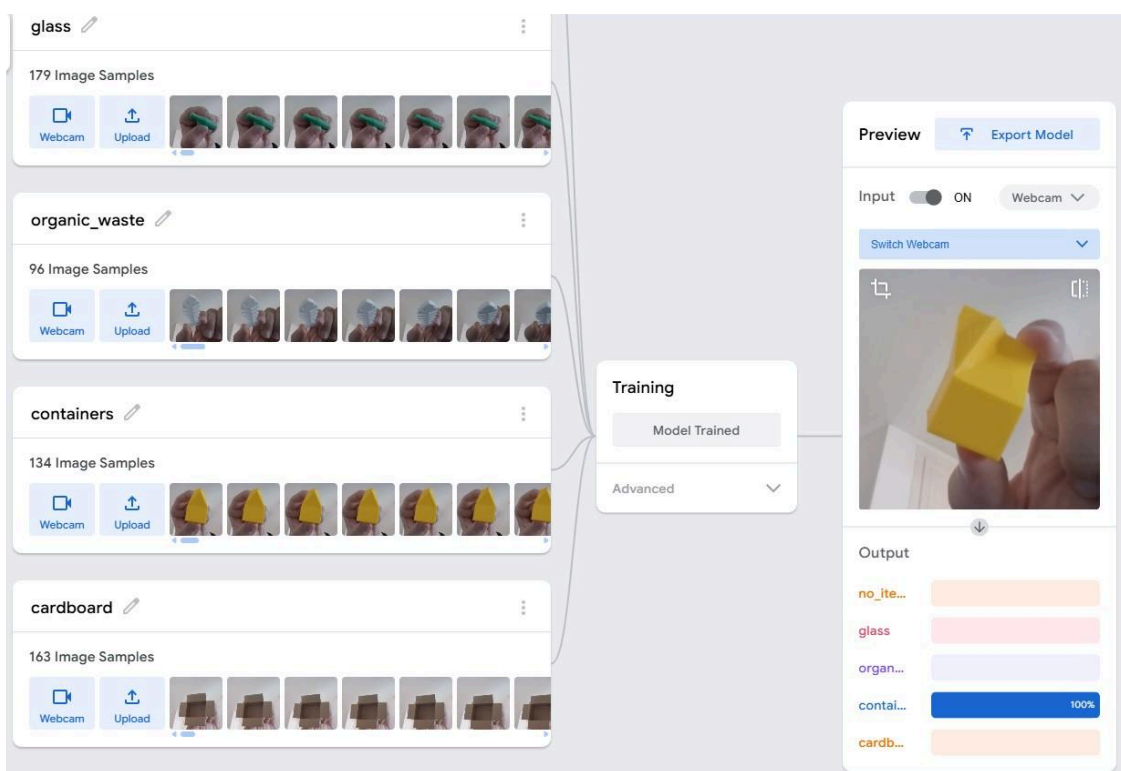 glass
179 Image Samples
Webcam
Upload
organic_waste
96 Image Samples
Webcam
Upload
containers
134 Image Samples
Webcam
Upload
cardboard
163 Image Samples
Webcam
Upload
Training
Model Trained
Advanced
Preview
Export Model
Input
ON
Webcam
Switch Webcam
Output
no_ite...
glass
organ...
contai...
100%
cardb...